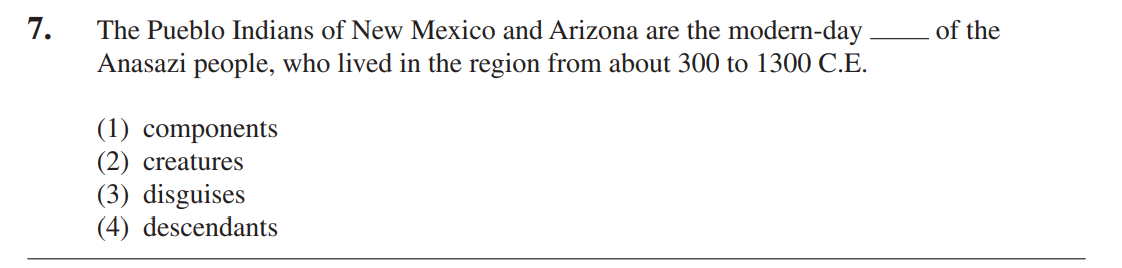 7. The Pueblo Indians of New Mexico and Arizona are the modern-day ____ of the
Anasazi people, who lived in the region from about 300 to 1300 C.E.
(1) components
(2) creatures
(3) disguises
(4) descendants